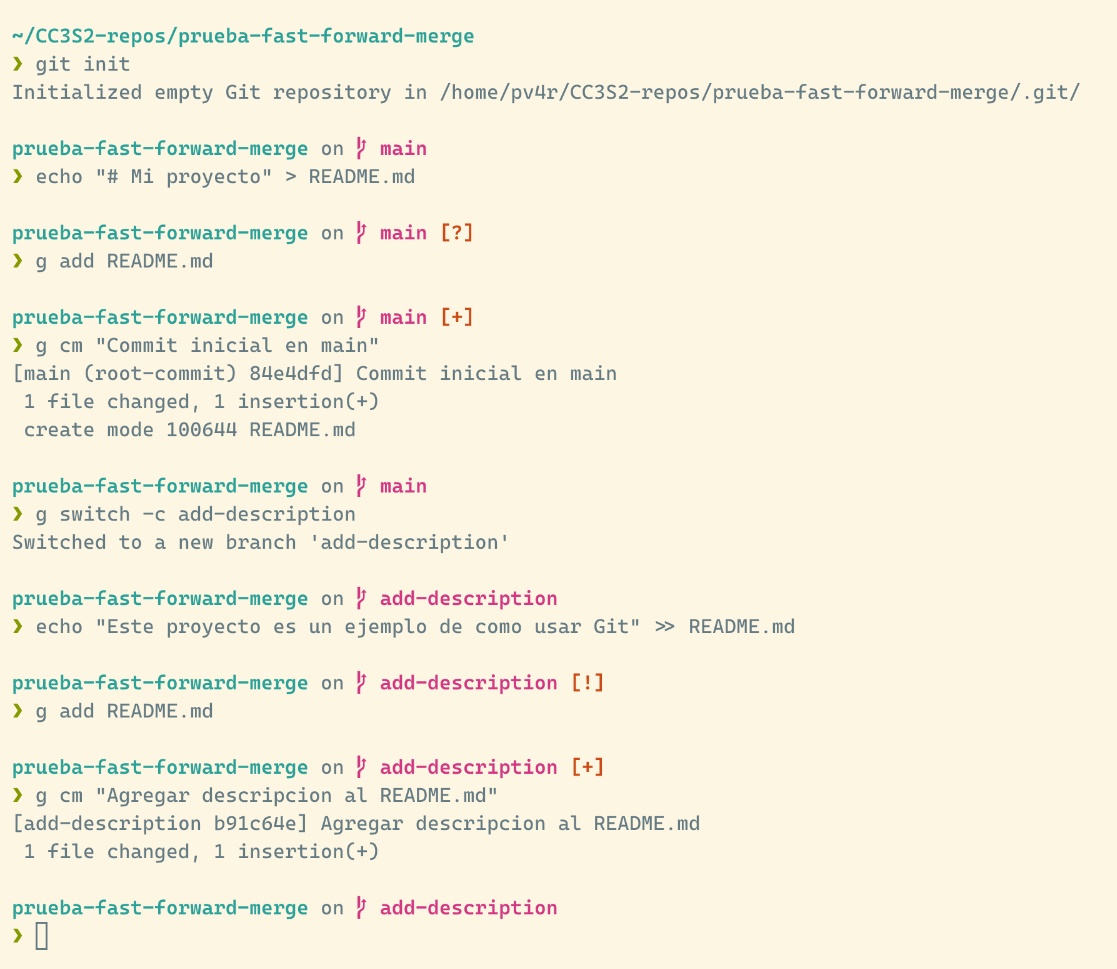 ~/CC3S2-repos/prueba-fast-forward-merge
❯ git init
Initialized empty Git repository in /home/pv4r/CC3S2-repos/prueba-fast-forward-merge/.git/
prueba-fast-forward-merge on main
❯ echo "# Mi proyecto" > README.md
prueba-fast-forward-merge on main [?]
❯ g add README.md
prueba-fast-forward-merge on main [+]
❯ g cm "Commit inicial en main"
[main (root-commit) 84e4dfd] Commit inicial en main
1 file changed, 1 insertion(+)
create mode 100644 README.md
prueba-fast-forward-merge on main
❯ g switch -c add-description
Switched to a new branch 'add-description'
prueba-fast-forward-merge on add-description
❯ echo "Este proyecto es un ejemplo de como usar Git" >> README.md
prueba-fast-forward-merge on add-description [!]
❯ g add README.md
prueba-fast-forward-merge on add-description [+]
❯ g cm "Agregar descripcion al README.md"
[add-description b91c64e] Agregar descripcion al README.md
1 file changed, 1 insertion(+)
prueba-fast-forward-merge on add-description
❯